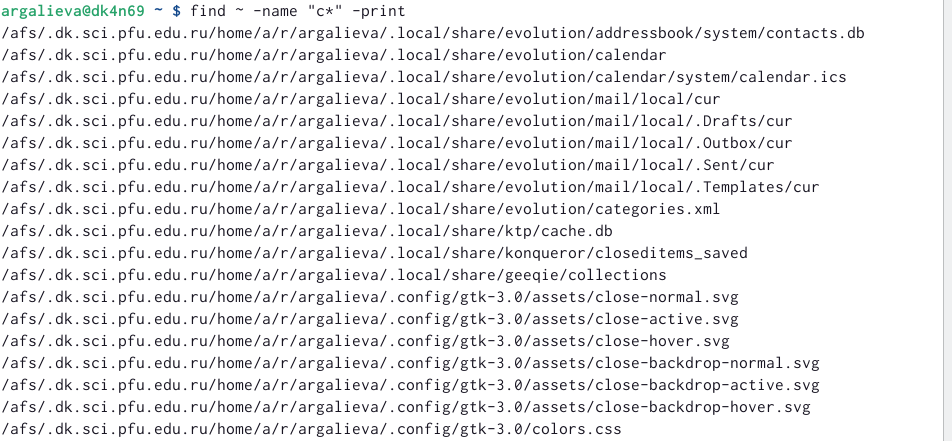 argalieva@dk4n69 ~ $ find ~ -name "c*" -print
/afs/.dk.sci.pfu.edu.ru/home/a/r/argalieva/.local/share/evolution/addressbook/system/contacts.db
/afs/.dk.sci.pfu.edu.ru/home/a/r/argalieva/.local/share/evolution/calendar
/afs/.dk.sci.pfu.edu.ru/home/a/r/argalieva/.local/share/evolution/calendar/system/calendar.ics
/afs/.dk.sci.pfu.edu.ru/home/a/r/argalieva/.local/share/evolution/mail/local/cur
/afs/.dk.sci.pfu.edu.ru/home/a/r/argalieva/.local/share/evolution/mail/local/.Drafts/cur
/afs/.dk.sci.pfu.edu.ru/home/a/r/argalieva/.local/share/evolution/mail/local/.Outbox/cur
/afs/.dk.sci.pfu.edu.ru/home/a/r/argalieva/.local/share/evolution/mail/local/.Sent/cur
/afs/.dk.sci.pfu.edu.ru/home/a/r/argalieva/.local/share/evolution/mail/local/.Templates/cur
/afs/.dk.sci.pfu.edu.ru/home/a/r/argalieva/.local/share/evolution/categories.xml
/afs/.dk.sci.pfu.edu.ru/home/a/r/argalieva/.local/share/ktp/cache.db
/afs/.dk.sci.pfu.edu.ru/home/a/r/argalieva/.local/share/konqueror/closeditems_saved
/afs/.dk.sci.pfu.edu.ru/home/a/r/argalieva/.local/share/geeqie/collections
/afs/.dk.sci.pfu.edu.ru/home/a/r/argalieva/.config/gtk-3.0/assets/close-normal.svg
/afs/.dk.sci.pfu.edu.ru/home/a/r/argalieva/.config/gtk-3.0/assets/close-active.svg
/afs/.dk.sci.pfu.edu.ru/home/a/r/argalieva/.config/gtk-3.0/assets/close-hover.svg
/afs/.dk.sci.pfu.edu.ru/home/a/r/argalieva/.config/gtk-3.0/assets/close-backdrop-normal.svg
/afs/.dk.sci.pfu.edu.ru/home/a/r/argalieva/.config/gtk-3.0/assets/close-backdrop-active.svg
/afs/.dk.sci.pfu.edu.ru/home/a/r/argalieva/.config/gtk-3.0/assets/close-backdrop-hover.svg
/afs/.dk.sci.pfu.edu.ru/home/a/r/argalieva/.config/gtk-3.0/colors.css